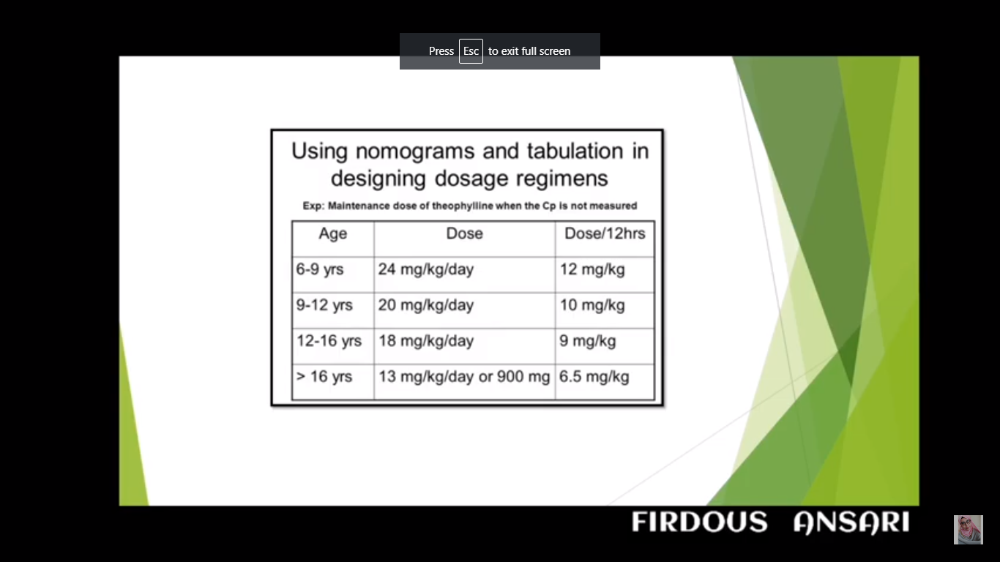 Press Esc to exit full screen
Using nomograms and tabulation in
designing dosage regimens
Exp: Maintenance dose of theophylline when the Cp is not measured
Age Dose Dose/12hrs
6-9 yrs 24 mg/kg/day 12 mg/kg
9-12 yrs 20 mg/kg/day 10 mg/kg
12-16 yrs 18 mg/kg/day 9 mg/kg
> 16 yrs 13 mg/kg/day or 900 mg 6.5 mg/kg
FIRDOUS ANSARI